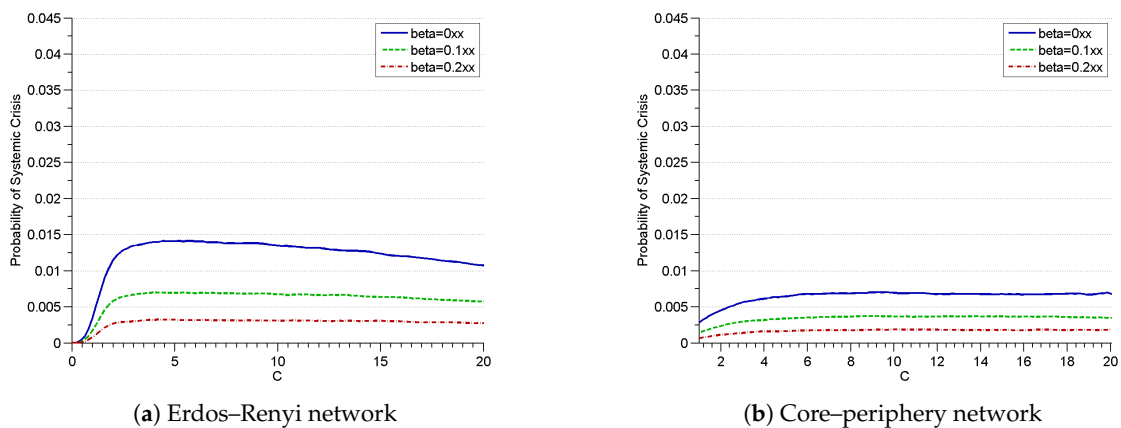 0.045
0.04
0.035
0.03
0.025
0.02
0.015
0.01
0.005
0
Probability of Systemic Crisis
beta=0xx
beta=0.1xx
beta=0.2xx
0 5 10 15 20
C
(a) Erdos–Renyi network
0.045
0.04
0.035
0.03
0.025
0.02
0.015
0.01
0.005
0
Probability of Systemic Crisis
beta=0xx
beta=0.1xx
beta=0.2xx
2 4 6 8 10 12 14 16 18 20
C
(b) Core–periphery network